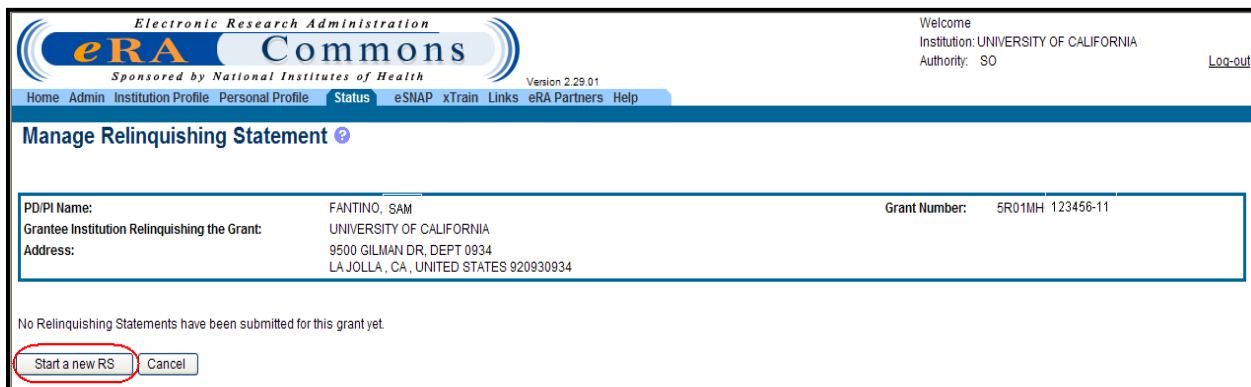 Electronic Research Administration
eRA Commons
Sponsored by National Institutes of Health
Version 2.29.01
Welcome
Institution: UNIVERSITY OF CALIFORNIA
Authority: SO
Log-out
Home Admin Institution Profile Personal Profile Status eSNAP xTrain Links eRA Partners Help
Manage Relinquishing Statement ?
PD/PI Name: FANTINO, SAM Grant Number: 5R01MH 123456-11
Grantee Institution Relinquishing the Grant: UNIVERSITY OF CALIFORNIA
Address: 9500 GILMAN DR, DEPT 0934
LA JOLLA , CA , UNITED STATES 920930934
No Relinquishing Statements have been submitted for this grant yet.
Start a new RS Cancel